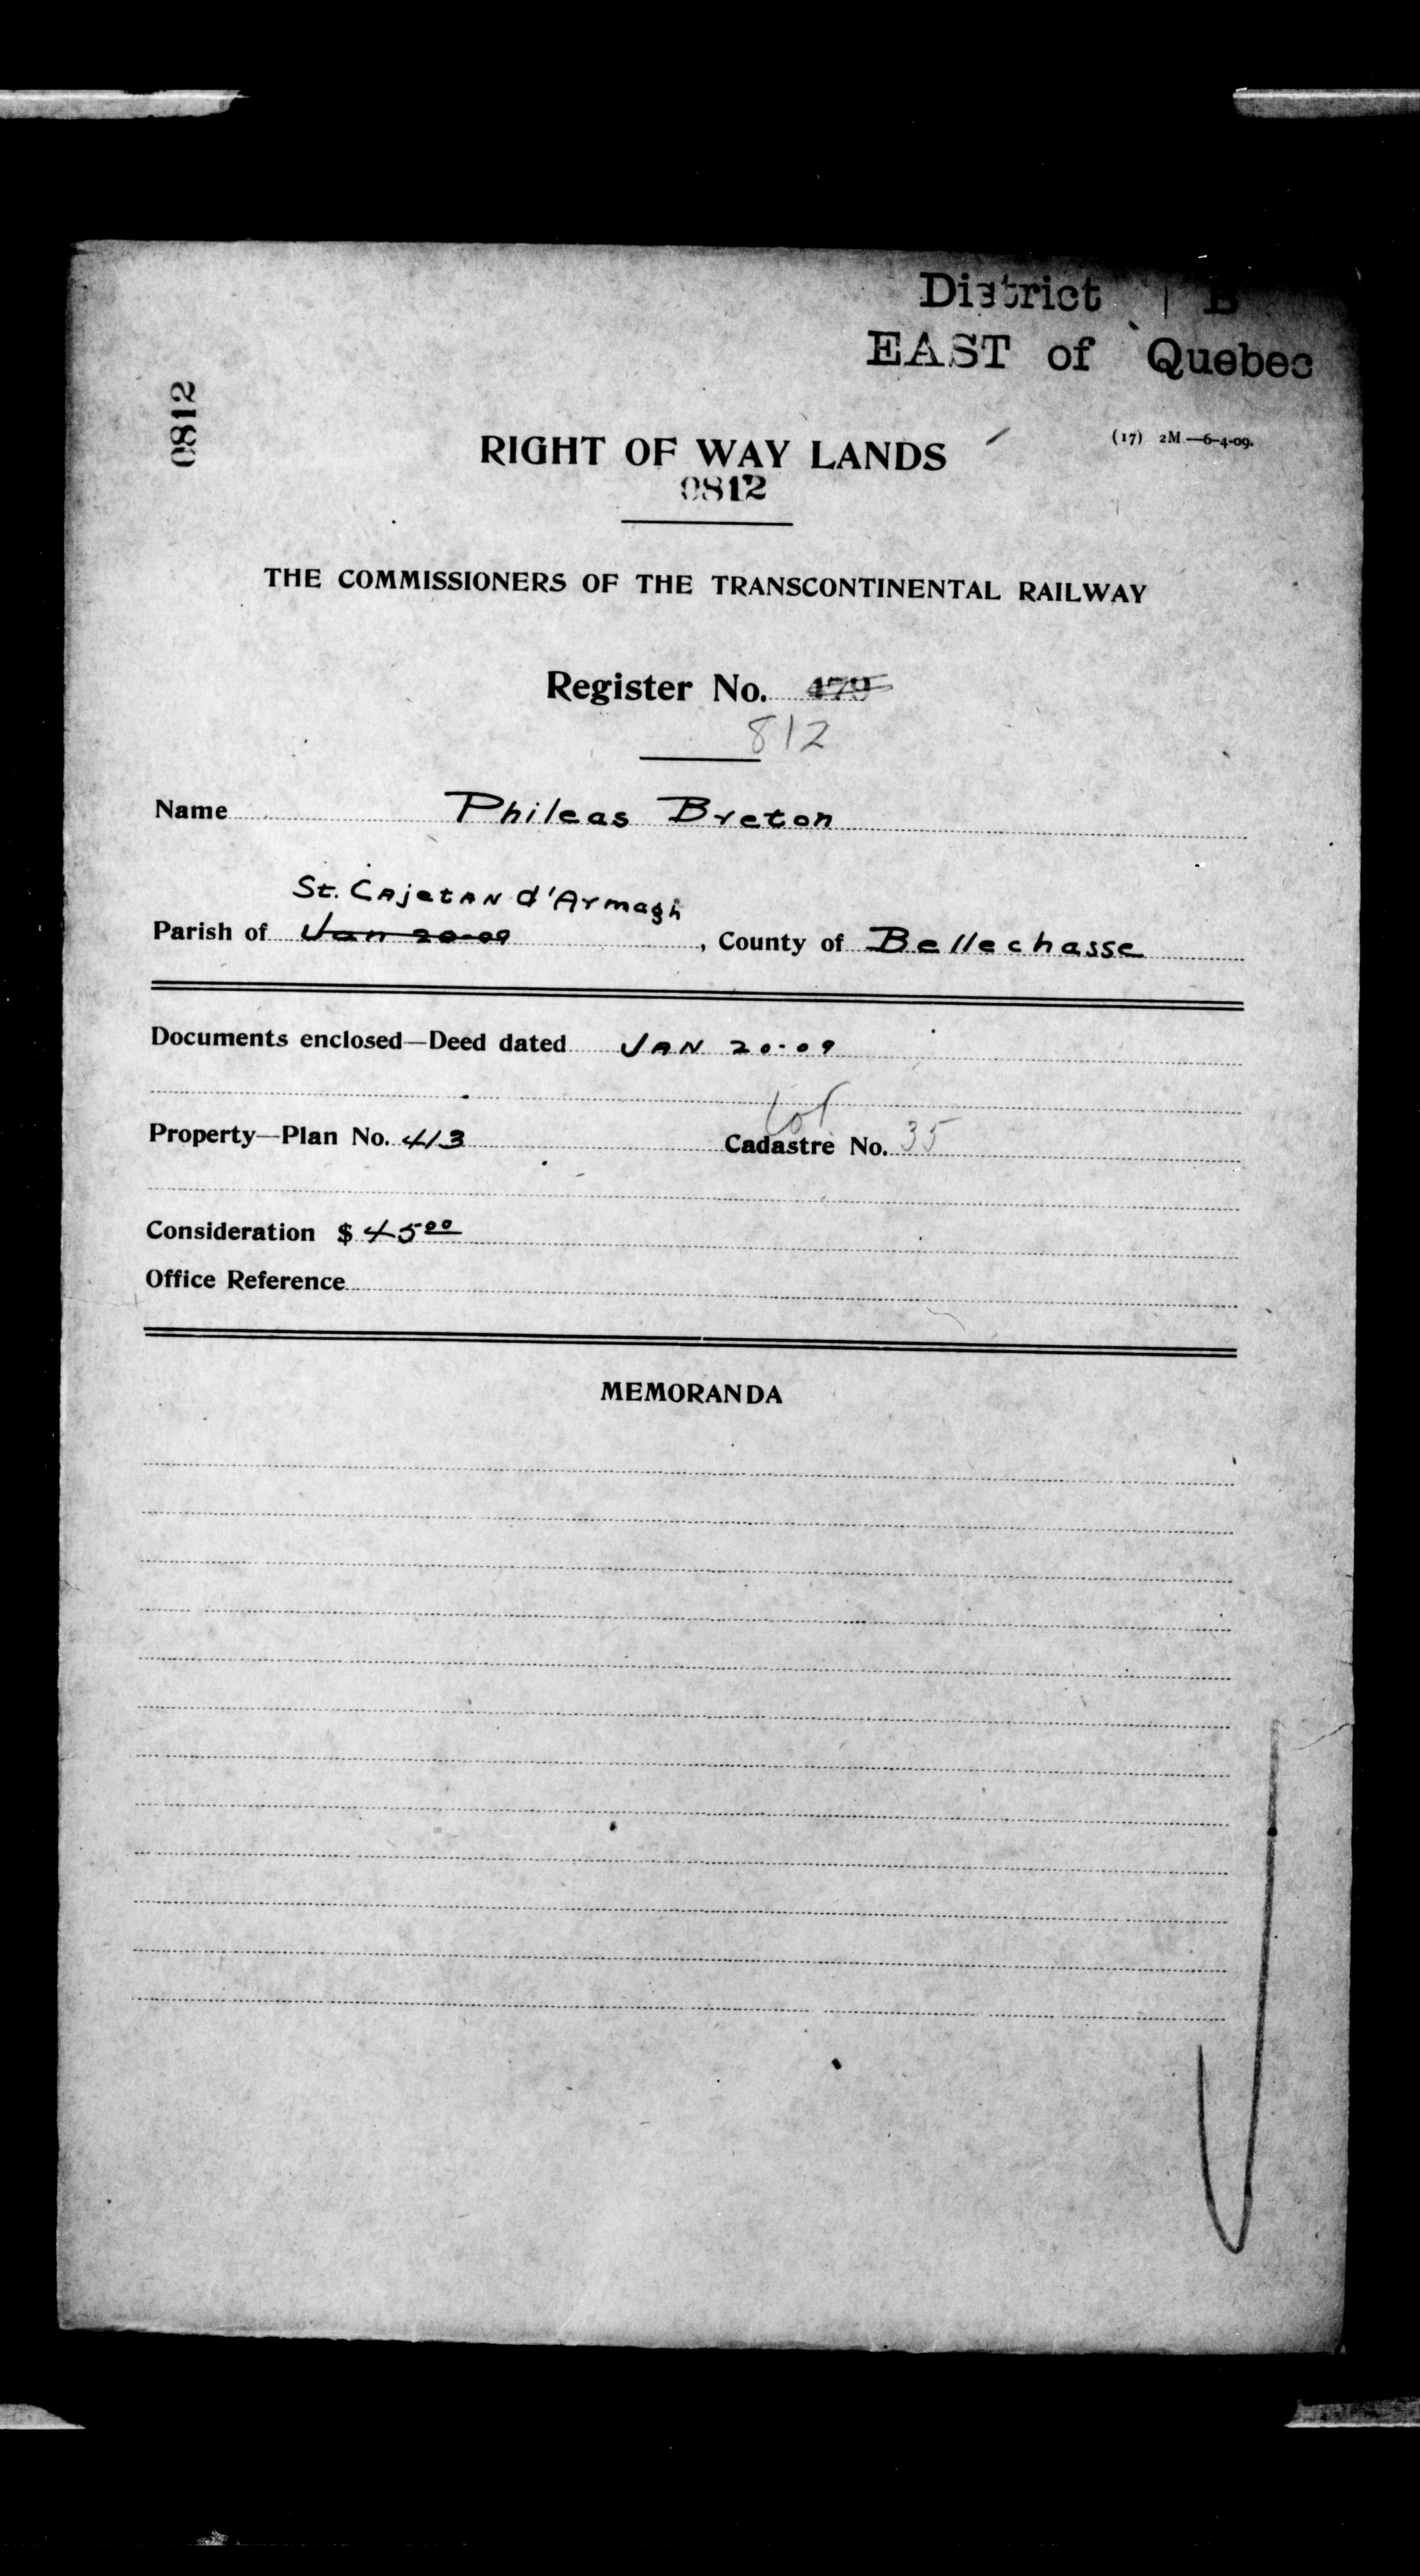 District B
EAST of Quebec
0812
RIGHT OF WAY LANDS
(17) 2M.—6-4-09.
0812
THE COMMISSIONERS OF THE TRANSCONTINENTAL RAILWAY
Register No. 479
812
Name Phileas Breton
St. Cajetan d'Armagh
Parish of Jan 20-09, County of Bellechasse
Documents enclosed—Deed dated Jan 20-09
Lot
Property—Plan No. 413 Cadastre No. 35
Consideration $ 45 00
Office Reference
MEMORANDA